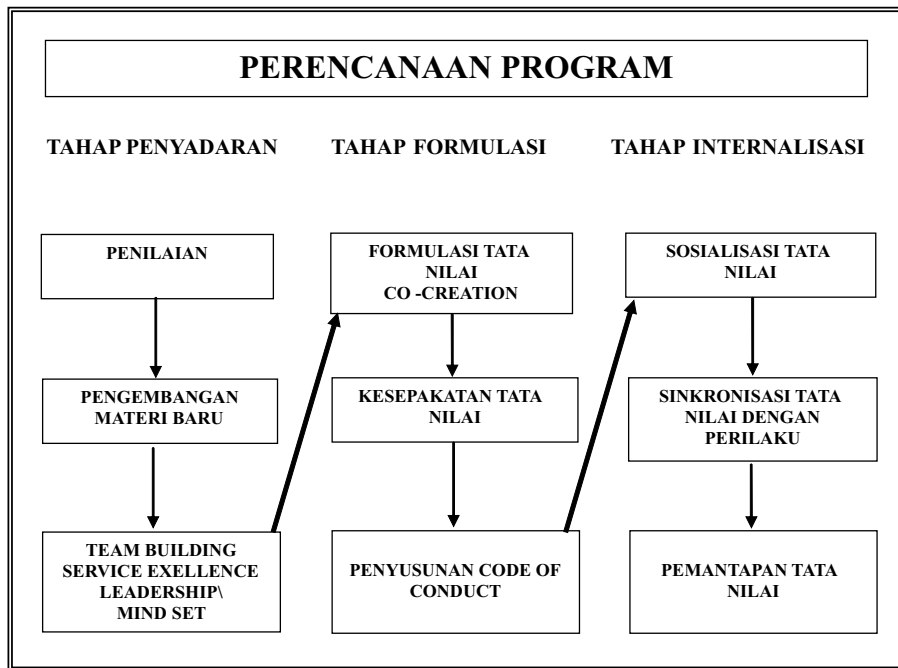 PERENCANAAN PROGRAM
TAHAP PENYADARAN
TAHAP FORMULASI
TAHAP INTERNALISASI
PENILAIAN
PENGEMBANGAN
MATERI BARU
TEAM BUILDING
SERVICE EXELLENCE
LEADERSHIP\
MIND SET
FORMULASI TATA
NILAI
CO -CREATION
KESEPAKATAN TATA
NILAI
PENYUSUNAN CODE OF
CONDUCT
SOSIALISASI TATA
NILAI
SINKRONISASI TATA
NILAI DENGAN
PERILAKU
PEMANTAPAN TATA
NILAI